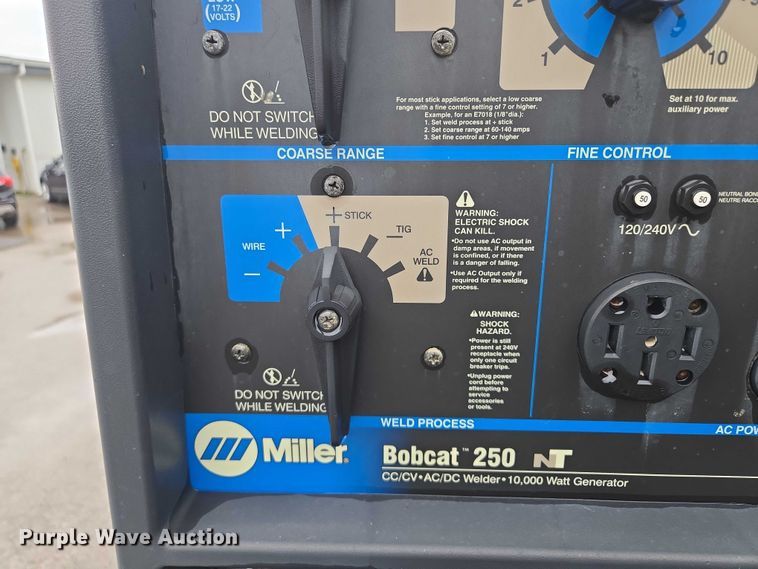 (17-22
VOLTS)
2
1
10
DO NOT SWITCH
WHILE WELDING
For most stick applications, select a low coarse
range with a fine control setting of 7 or higher.
Example, for an E7018 (1/8"dia.):
1. Set weld process at + stick
2. Set coarse range at 60-140 amps
3. Set fine control at 7 or higher
Set at 10 for max.
auxiliary power
COARSE RANGE
FINE CONTROL
WIRE
+
−
+ STICK
+
− TIG
AC
WELD
WARNING:
ELECTRIC SHOCK
CAN KILL.
•Do not use AC output in
damp areas, if movement
is confined, or if there
is a danger of falling.
•Use AC Output only if
required for the welding
process.
WARNING:
SHOCK
HAZARD.
•Power is still
present at 240V
receptacle when
only one circuit
breaker trips.
•Unplug power
cord before
attempting to
service
accessories
or tools.
50
50
NEUTRAL BOND
NEUTRE RACCO
120/240V
LEVITON
DO NOT SWITCH
WHILE WELDING
WELD PROCESS
AC POW
Miller®
Bobcat™ 250 NT
CC/CV•AC/DC Welder•10,000 Watt Generator
Purple Wave Auction